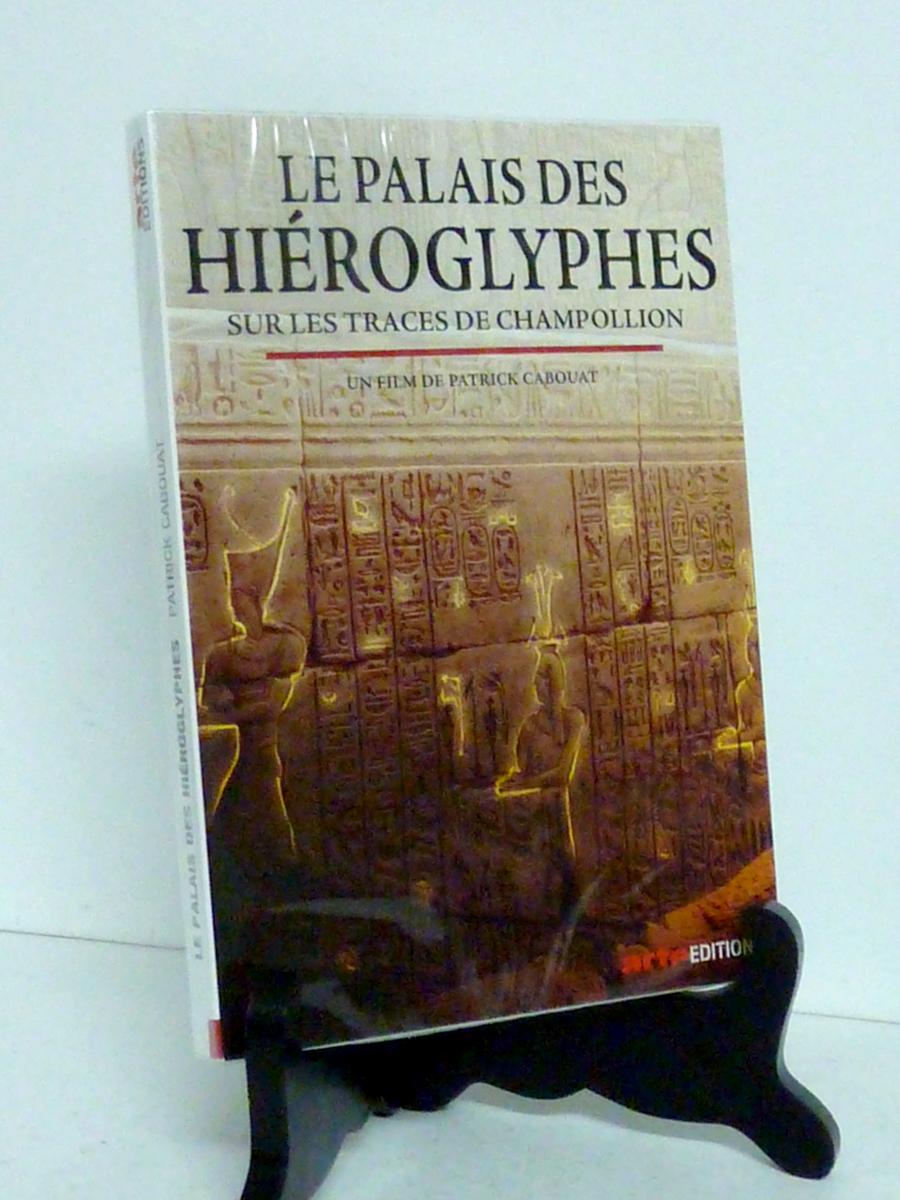 LE PALAIS DES
HIÉROGLYPHES
SUR LES TRACES DE CHAMPOLLION
UN FILM DE PATRICK CABOUAT
arte EDITION
LE PALAIS DES HIÉROGLYPHES PATRICK CABOUAT
EDITIONS